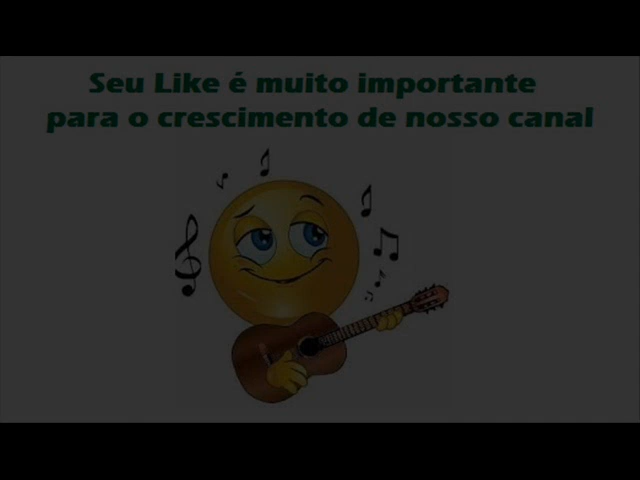 Seu Like é muito importante
para o crescimento de nosso canal